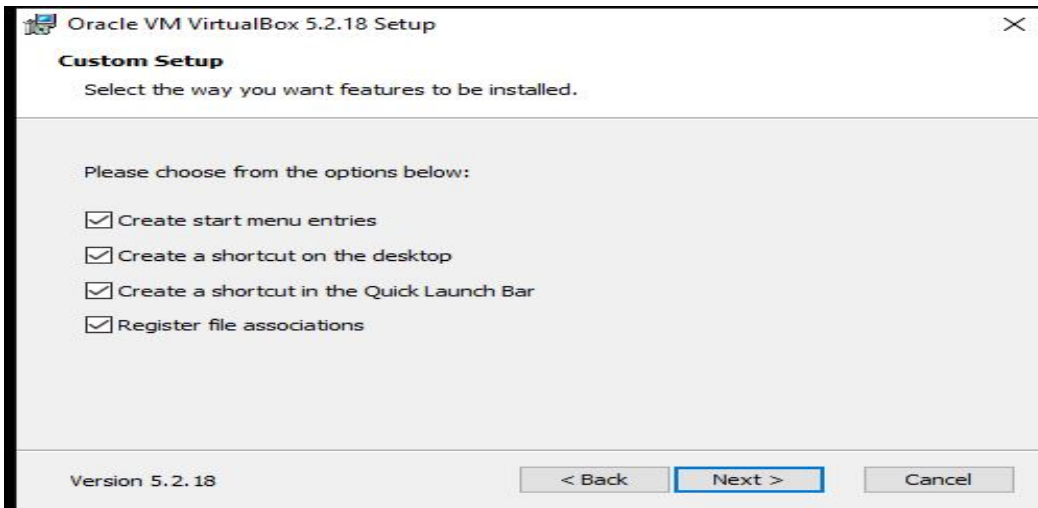 Oracle VM VirtualBox 5.2.18 Setup
Custom Setup
Select the way you want features to be installed.
Please choose from the options below:
Create start menu entries
Create a shortcut on the desktop
Create a shortcut in the Quick Launch Bar
Register file associations
Version 5.2.18
< Back
Next >
Cancel